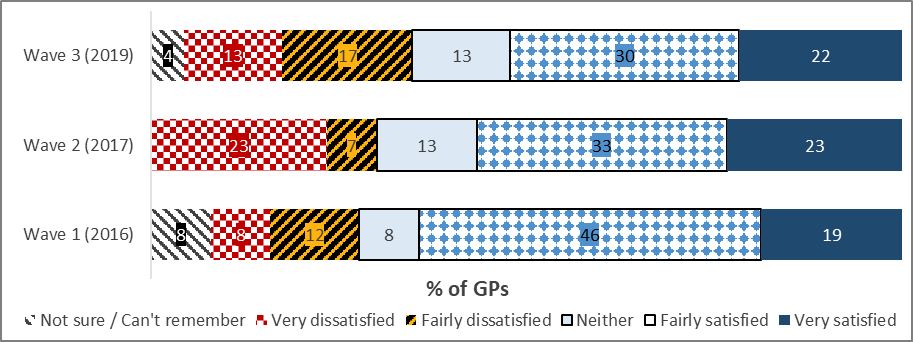 Wave 3 (2019) 4 13 17 13 30 22
Wave 2 (2017) 23 7 13 33 23
Wave 1 (2016) 8 8 12 8 46 19
% of GPs
Not sure / Can't remember Very dissatisfied Fairly dissatisfied Neither Fairly satisfied Very satisfied